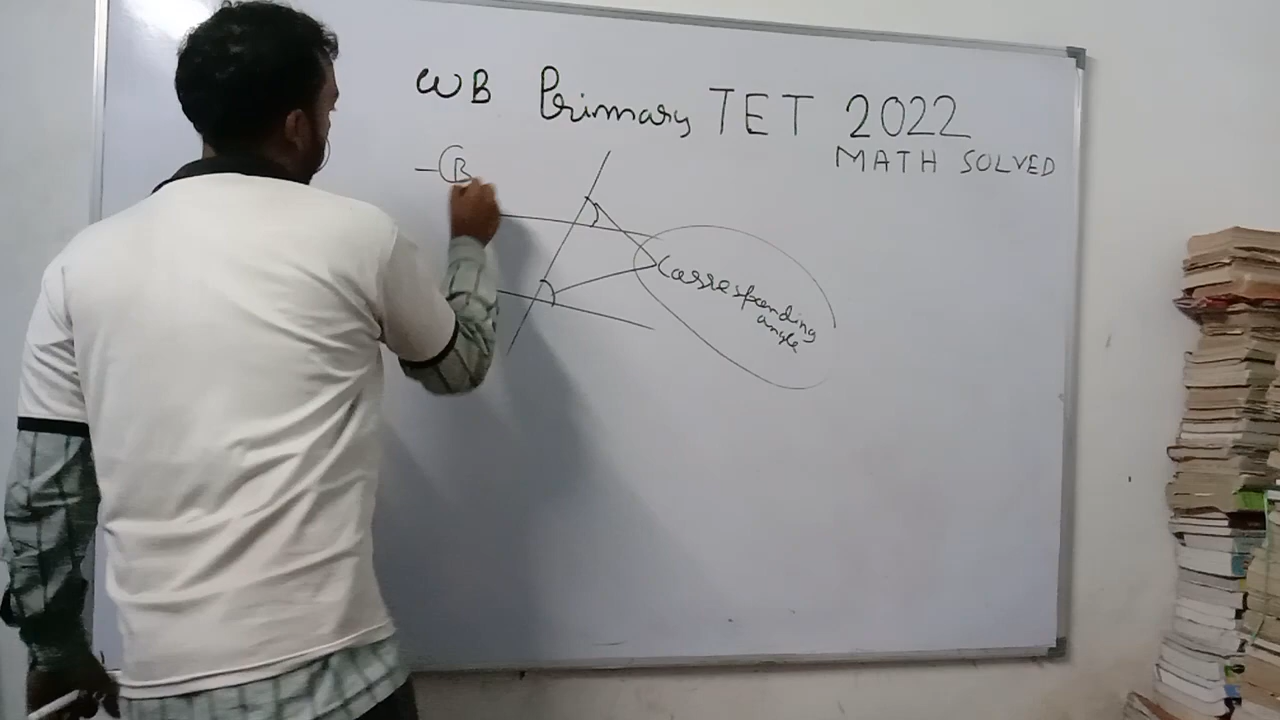 WB Primary TET 2022
MATH SOLVED
B
Corresponding
angle